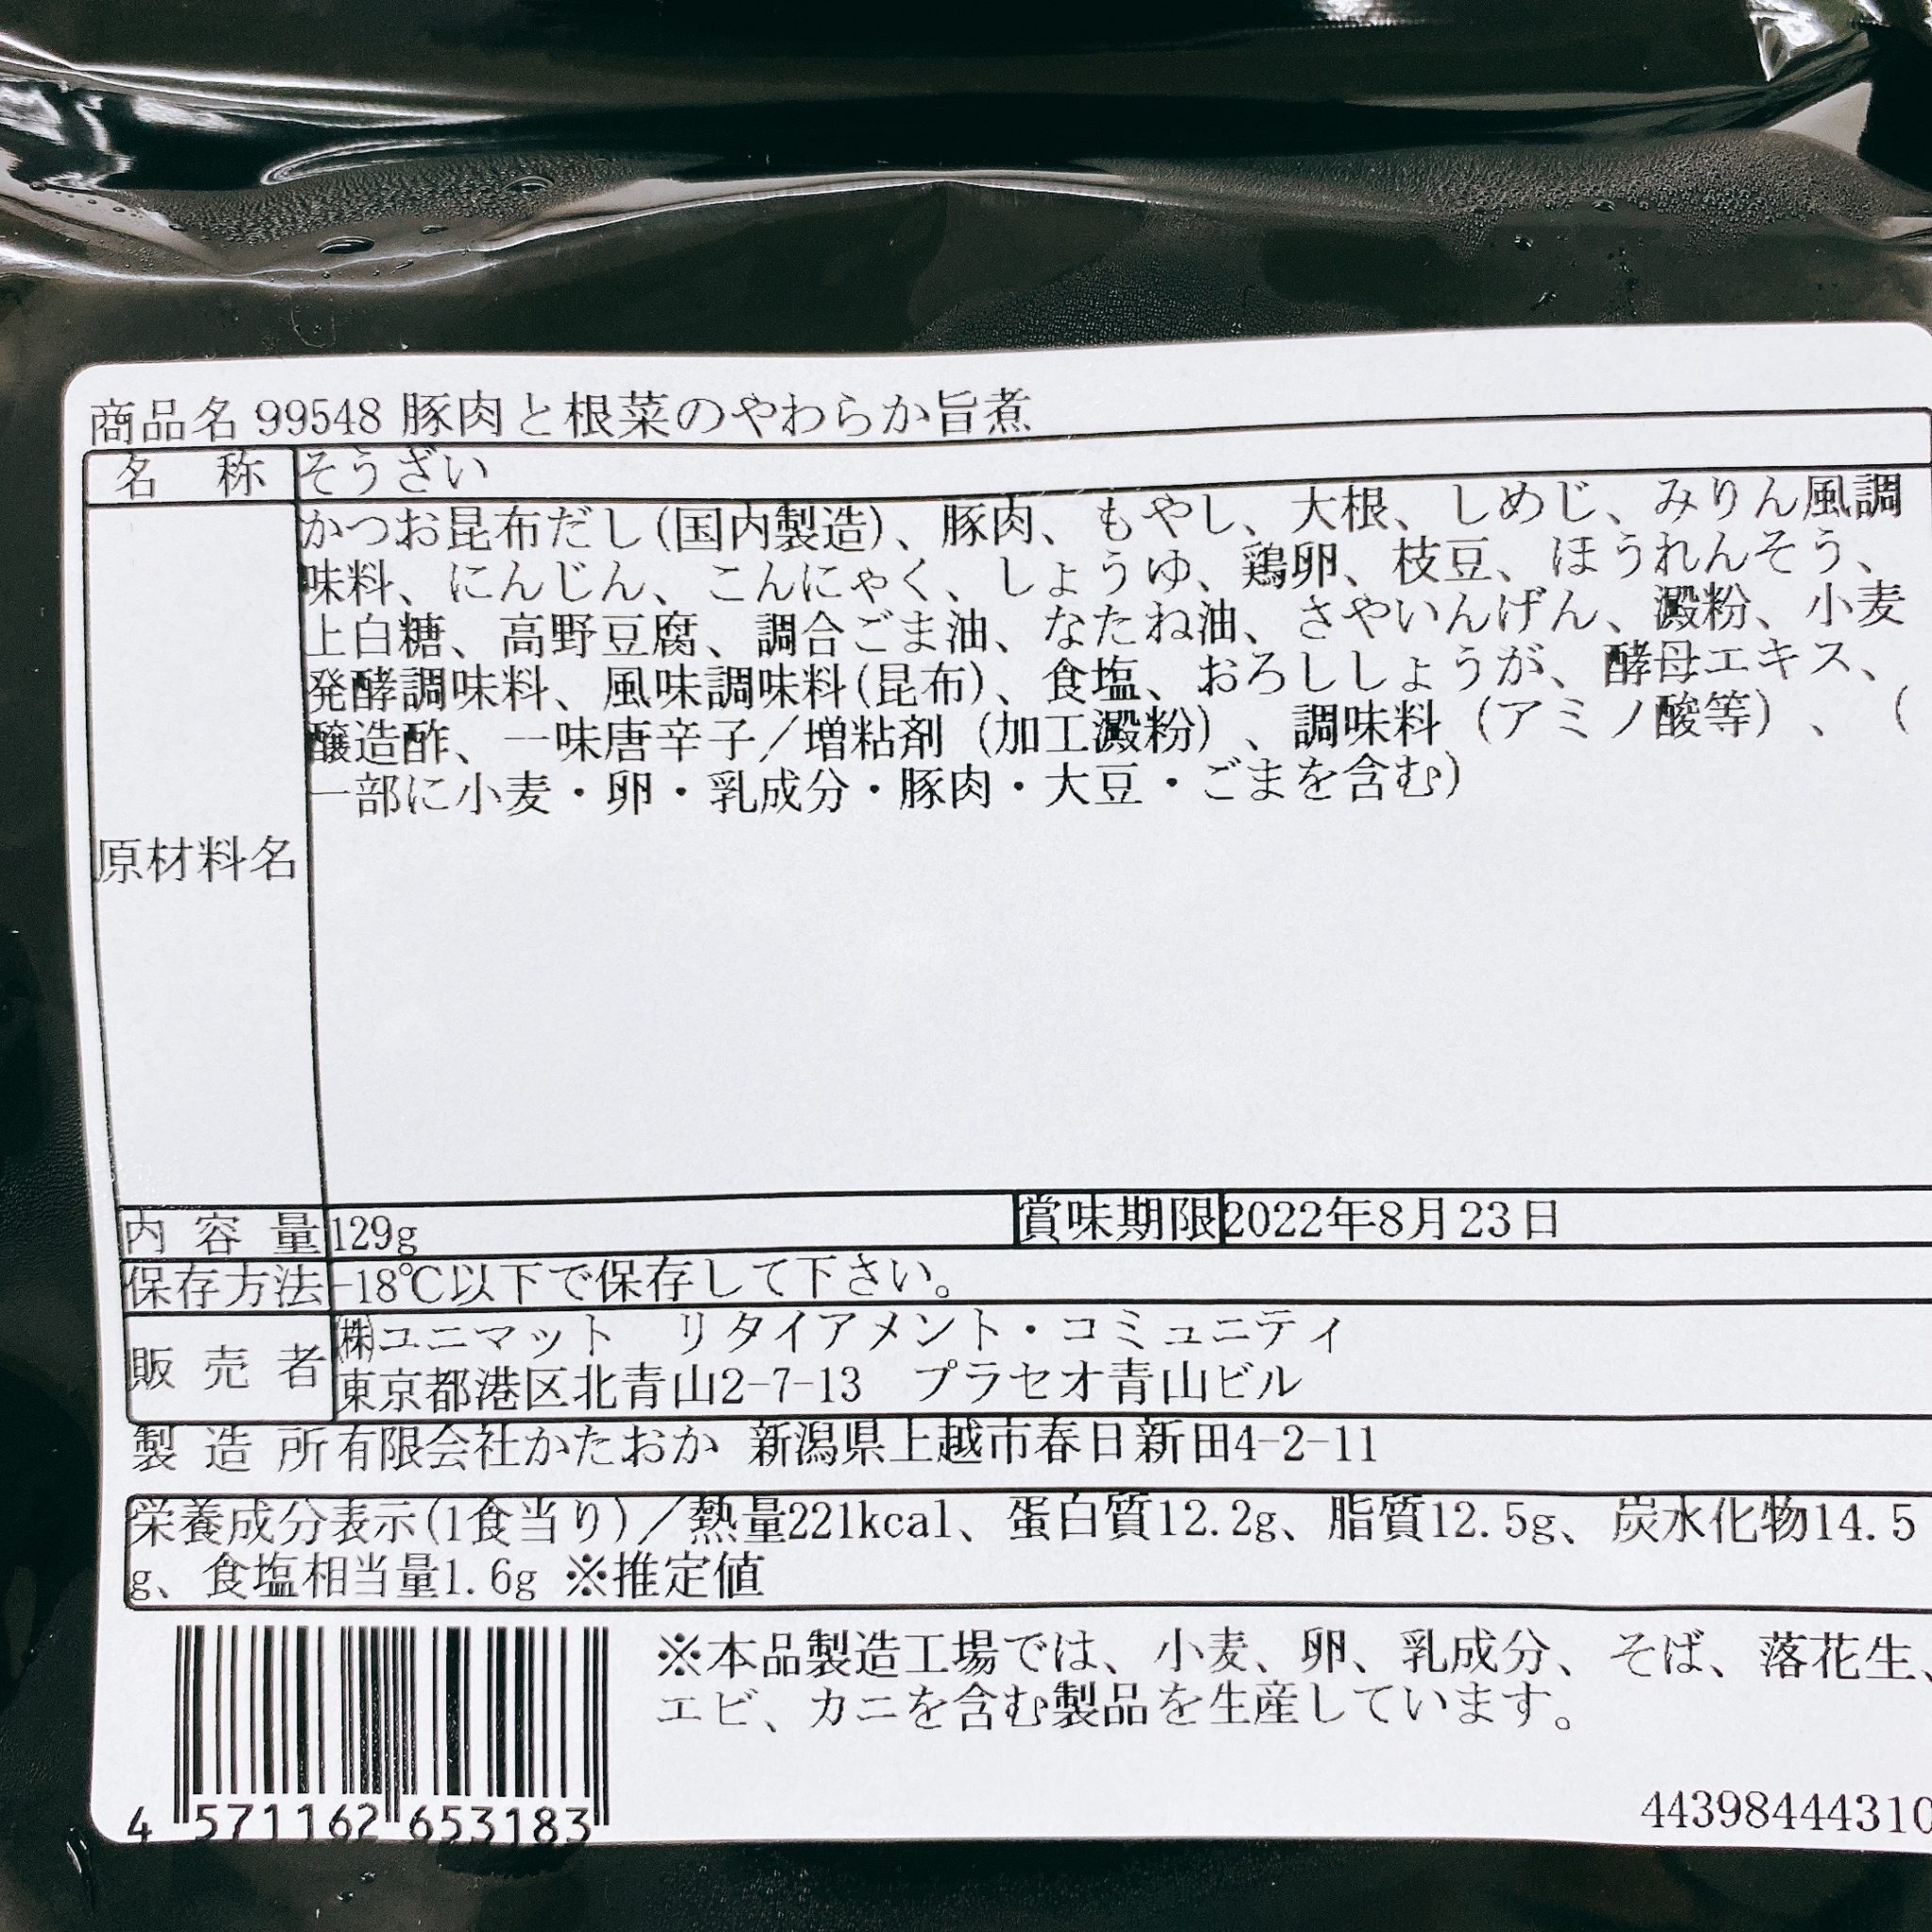 商品名 99548 豚肉と根菜のやわらか旨煮
名 称 そうざい
原材料名
かつお昆布だし(国内製造)、豚肉、もやし、大根、しめじ、みりん風調
味料、にんじん、こんにゃく、しょうゆ、鶏卵、枝豆、ほうれんそう、
上白糖、高野豆腐、調合ごま油、なたね油、さやいんげん、澱粉、小麦
発酵調味料、風味調味料(昆布)、食塩、おろししょうが、酵母エキス、
醸造酢、一味唐辛子／増粘剤（加工澱粉）、調味料（アミノ酸等）、（
一部に小麦・卵・乳成分・豚肉・大豆・ごまを含む)
内 容 量 129g 賞味期限 2022年8月23日
保存方法 -18℃以下で保存して下さい。
販 売 者 ㈱ユニマット リタイアメント・コミュニティ
東京都港区北青山2-7-13 プラセオ青山ビル
製 造 所 有限会社かたおか 新潟県上越市春日新田4-2-11
栄養成分表示(1食当り)／熱量221kcal、蛋白質12.2g、脂質12.5g、炭水化物14.5
g、食塩相当量1.6g ※推定値
※本品製造工場では、小麦、卵、乳成分、そば、落花生、
エビ、カニを含む製品を生産しています。
4 571162 653183
44398444310